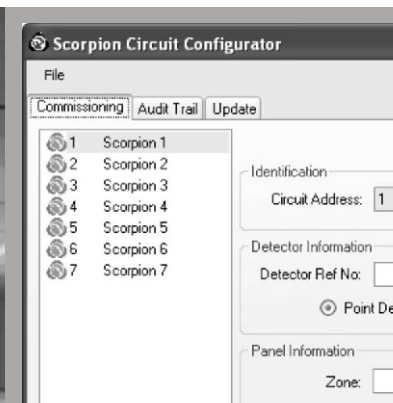 Scorpion Circuit Configurator
File
Commissioning Audit Trail Update
1 Scorpion 1
2 Scorpion 2
3 Scorpion 3
4 Scorpion 4
5 Scorpion 5
6 Scorpion 6
7 Scorpion 7
Identification
Circuit Address: 1
Detector Information
Detector Ref No:
Point De
Panel Information
Zone: